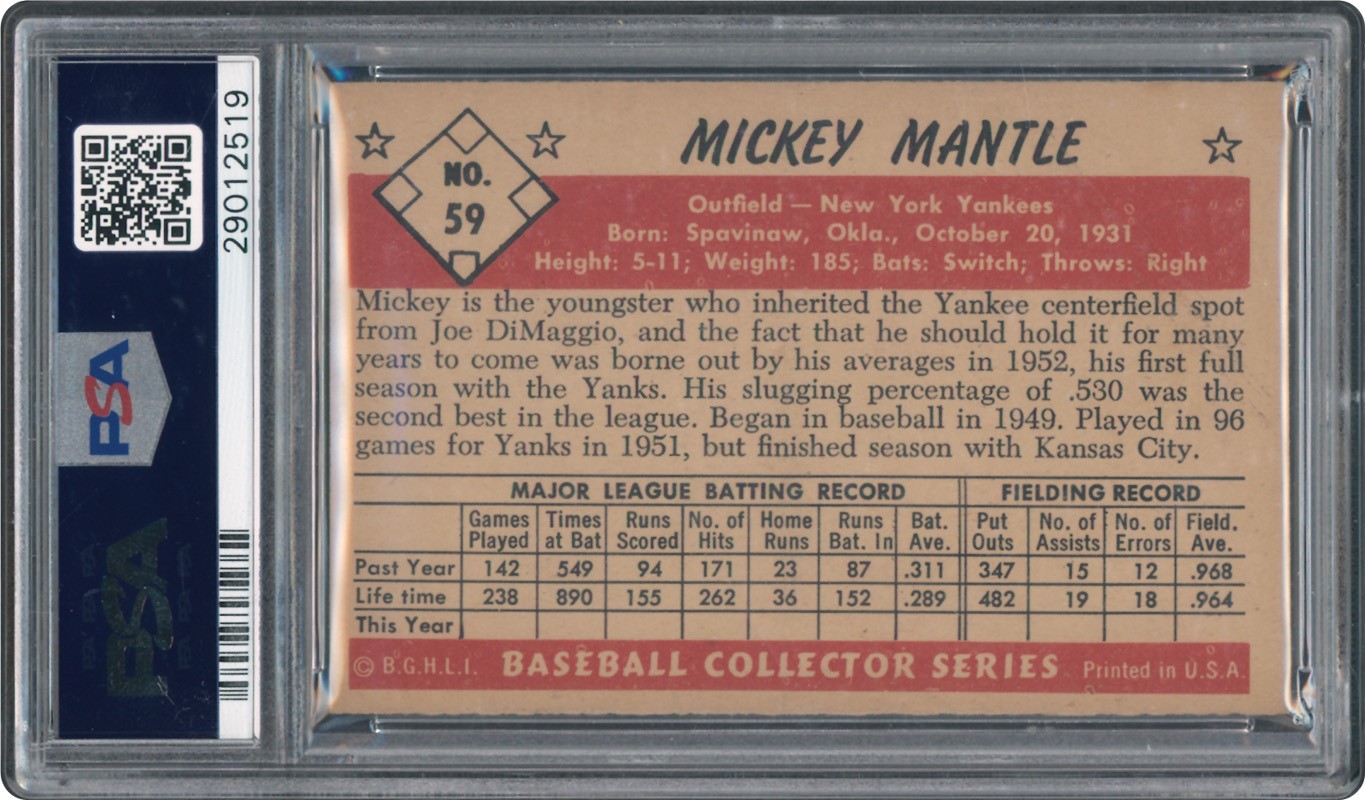 29012519
PSA
PSA
MICKEY MANTLE
NO.
59
Outfield — New York Yankees
Born: Spavinaw, Okla., October 20, 1931
Height: 5-11; Weight: 185; Bats: Switch; Throws: Right
Mickey is the youngster who inherited the Yankee centerfield spot
from Joe DiMaggio, and the fact that he should hold it for many
years to come was borne out by his averages in 1952, his first full
season with the Yanks. His slugging percentage of .530 was the
second best in the league. Began in baseball in 1949. Played in 96
games for Yanks in 1951, but finished season with Kansas City.
MAJOR LEAGUE BATTING RECORD FIELDING RECORD
Games Times Runs No. of Home Runs Bat. Put No. of No. of Field.
Played at Bat Scored Hits Runs Bat. In Ave. Outs Assists Errors Ave.
Past Year 142 549 94 171 23 87 .311 347 15 12 .968
Life time 238 890 155 262 36 152 .289 482 19 18 .964
This Year
© B.G.H.L.I. BASEBALL COLLECTOR SERIES Printed in U.S.A.